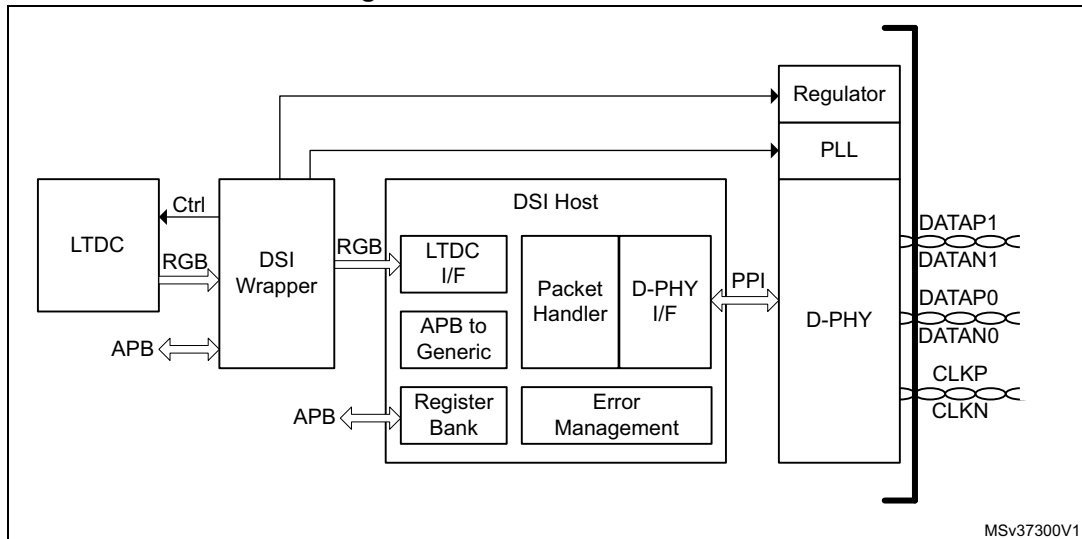 Regulator
PLL
DSI Host
Ctrl
LTDC
RGB
DSI
Wrapper
RGB
LTDC
I/F
Packet
Handler
D-PHY
I/F
PPI
D-PHY
DATAP1
DATAN1
DATAP0
DATAN0
CLKP
CLKN
APB
APB to
Generic
APB
Register
Bank
Error
Management
MSv37300V1